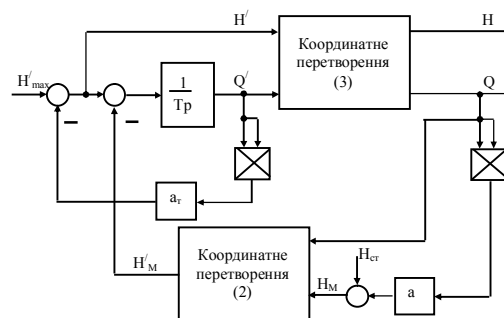 H/
H
Координатне
перетворення
(3)
H/max
1
Tp
Q/
Q
aт
Координатне
перетворення
(2)
H/М
Hст
HМ
a